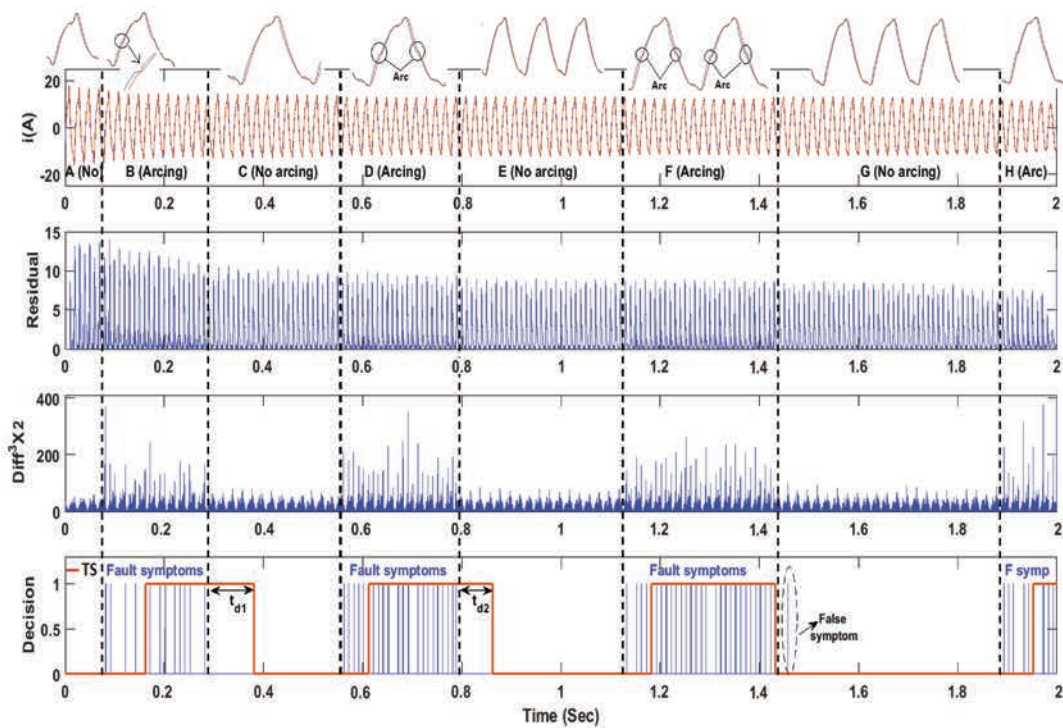 Arc
Arc
Arc
20
0
-20
i(A)
A (No)
B (Arcing)
C (No arcing)
D (Arcing)
E (No arcing)
F (Arcing)
G (No arcing)
H (Arc)
0 0.2 0.4 0.6 0.8 1 1.2 1.4 1.6 1.8 2
15
10
5
0
Residual
0 0.2 0.4 0.6 0.8 1 1.2 1.4 1.6 1.8 2
400
200
0
Diff³X2
0 0.2 0.4 0.6 0.8 1 1.2 1.4 1.6 1.8 2
TS
Fault symptoms
Fault symptoms
Fault symptoms
F symp
1
0.5
0
Decision
td1
td2
False
symptom
0 0.2 0.4 0.6 0.8 1 1.2 1.4 1.6 1.8 2
Time (Sec)